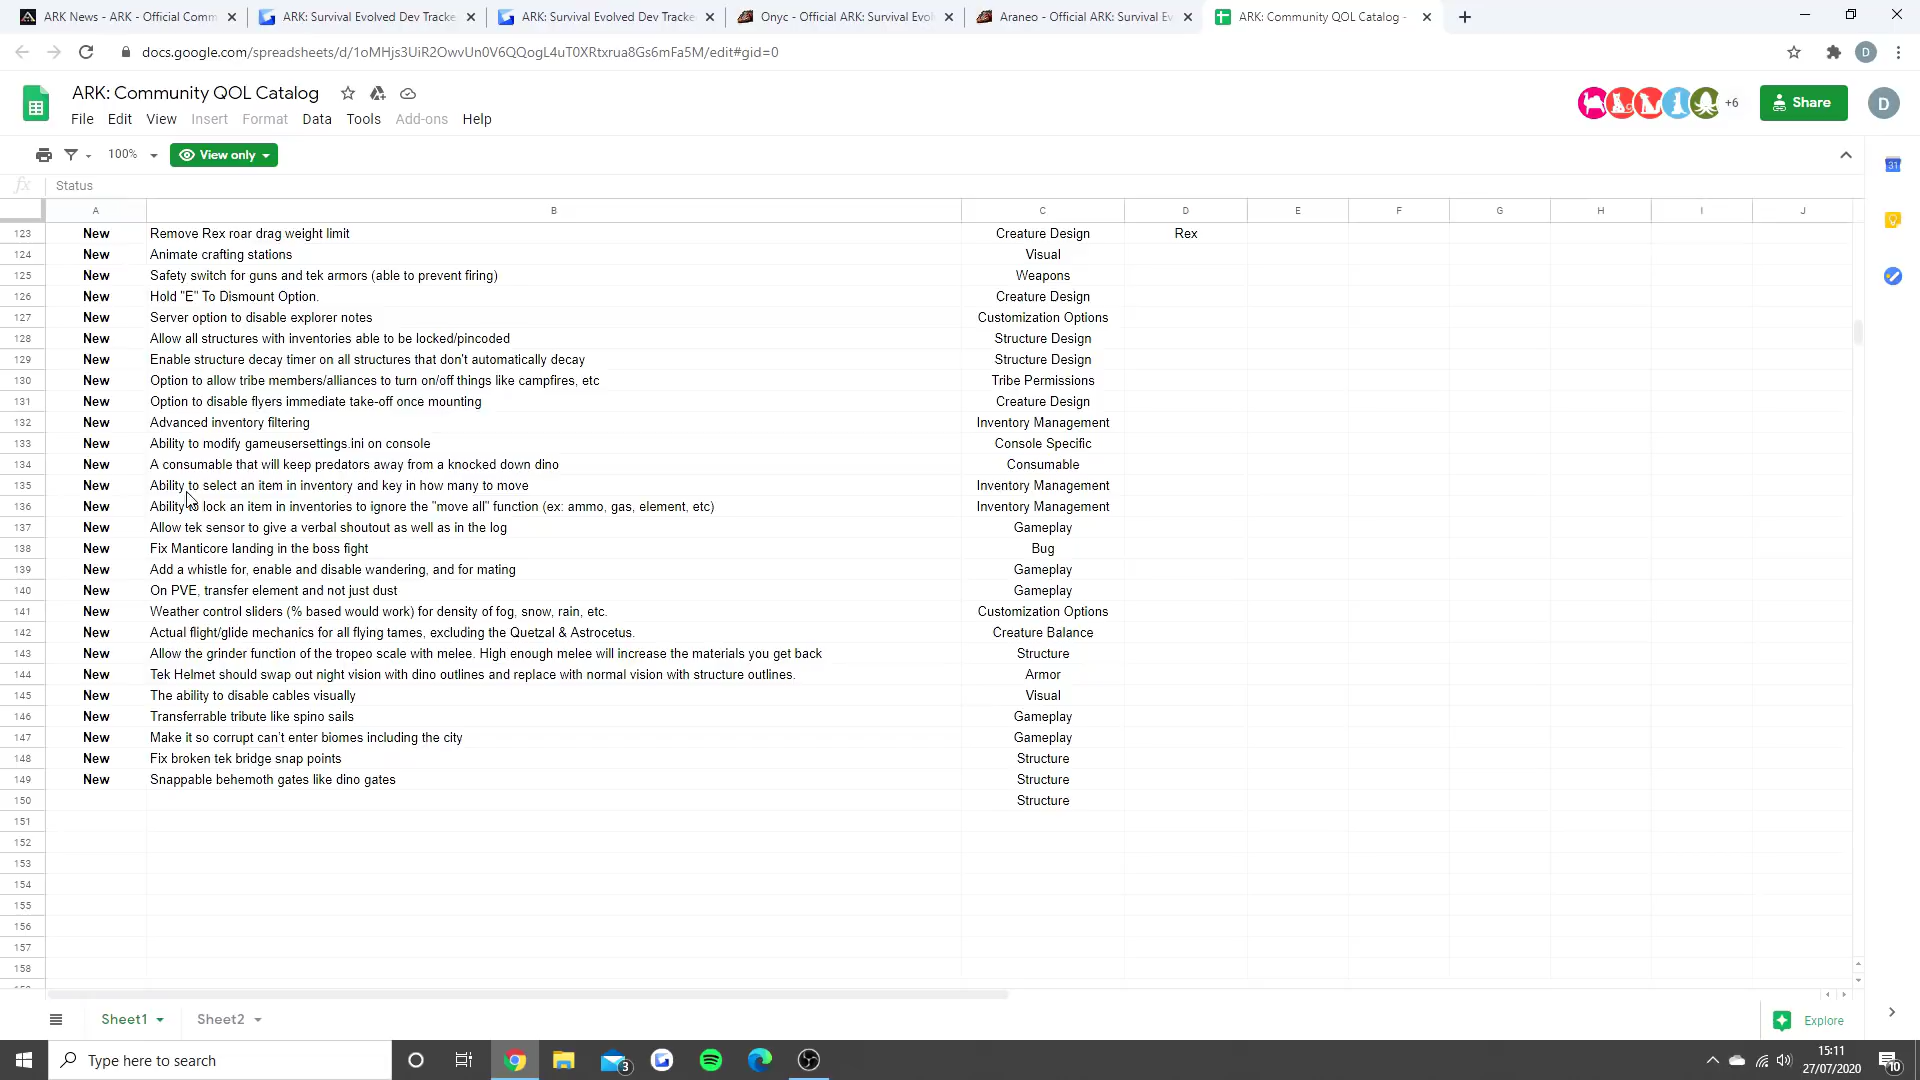 ARK News - ARK - Official Comm
ARK: Survival Evolved Dev Tracke
ARK: Survival Evolved Dev Tracke
Onyc - Official ARK: Survival Evol
Araneo - Official ARK: Survival Ev
ARK: Community QOL Catalog -
docs.google.com/spreadsheets/d/1oMHjs3UiR2OwvUn0V6QQogL4uT0XRtxrua8Gs6mFa5M/edit#gid=0
D
ARK: Community QOL Catalog
+6
Share
D
File Edit View Insert Format Data Tools Add-ons Help
100%
View only
31
fx Status
A B C D E F G H I J
123 New Remove Rex roar drag weight limit Creature Design Rex
124 New Animate crafting stations Visual
125 New Safety switch for guns and tek armors (able to prevent firing) Weapons
126 New Hold "E" To Dismount Option. Creature Design
127 New Server option to disable explorer notes Customization Options
128 New Allow all structures with inventories able to be locked/pincoded Structure Design
129 New Enable structure decay timer on all structures that don't automatically decay Structure Design
130 New Option to allow tribe members/alliances to turn on/off things like campfires, etc Tribe Permissions
131 New Option to disable flyers immediate take-off once mounting Creature Design
132 New Advanced inventory filtering Inventory Management
133 New Ability to modify gameusersettings.ini on console Console Specific
134 New A consumable that will keep predators away from a knocked down dino Consumable
135 New Ability to select an item in inventory and key in how many to move Inventory Management
136 New Ability to lock an item in inventories to ignore the "move all" function (ex: ammo, gas, element, etc) Inventory Management
137 New Allow tek sensor to give a verbal shoutout as well as in the log Gameplay
138 New Fix Manticore landing in the boss fight Bug
139 New Add a whistle for, enable and disable wandering, and for mating Gameplay
140 New On PVE, transfer element and not just dust Gameplay
141 New Weather control sliders (% based would work) for density of fog, snow, rain, etc. Customization Options
142 New Actual flight/glide mechanics for all flying tames, excluding the Quetzal & Astrocetus. Creature Balance
143 New Allow the grinder function of the tropeo scale with melee. High enough melee will increase the materials you get back Structure
144 New Tek Helmet should swap out night vision with dino outlines and replace with normal vision with structure outlines. Armor
145 New The ability to disable cables visually Visual
146 New Transferrable tribute like spino sails Gameplay
147 New Make it so corrupt can't enter biomes including the city Gameplay
148 New Fix broken tek bridge snap points Structure
149 New Snappable behemoth gates like dino gates Structure
150 Structure
151
152
153
154
155
156
157
158
Sheet1 Sheet2
Explore
Type here to search
3
15:11
27/07/2020
10